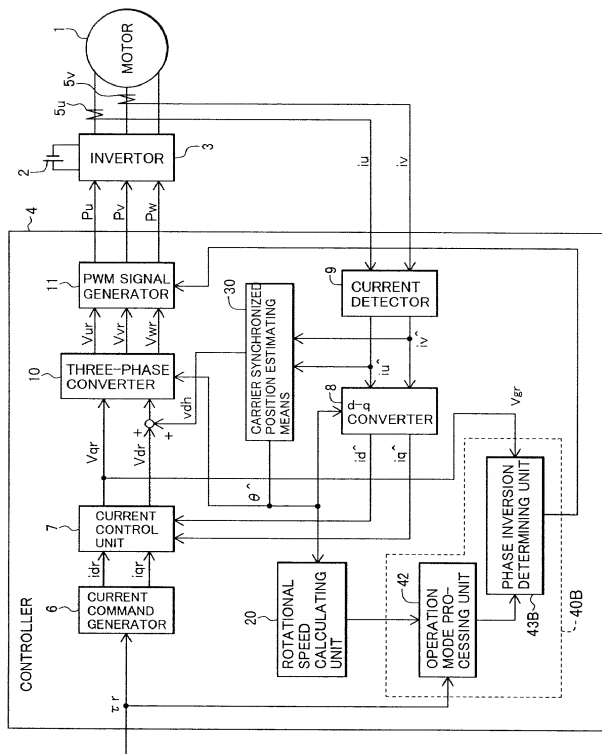 CONTROLLER
4
τr
6
CURRENT
COMMAND
GENERATOR
idr
iqr
7
CURRENT
CONTROL
UNIT
Vqr
Vdr
+
+
vdh
10
THREE-PHASE
CONVERTER
Vur
Vvr
Vwr
11
PWM SIGNAL
GENERATOR
Pu
Pv
Pw
2
INVERTOR
3
5u
5v
1
MOTOR
30
CARRIER SYNCHRONIZED
POSITION ESTIMATING
MEANS
θ^
9
CURRENT
DETECTOR
iu
iv
iu^
iv^
8
d-q
CONVERTER
id^
iq^
20
ROTATIONAL
SPEED
CALCULATING
UNIT
42
OPERATION
MODE PRO-
CESSING UNIT
Vgr
PHASE INVERSION
DETERMINING UNIT
43B
40B